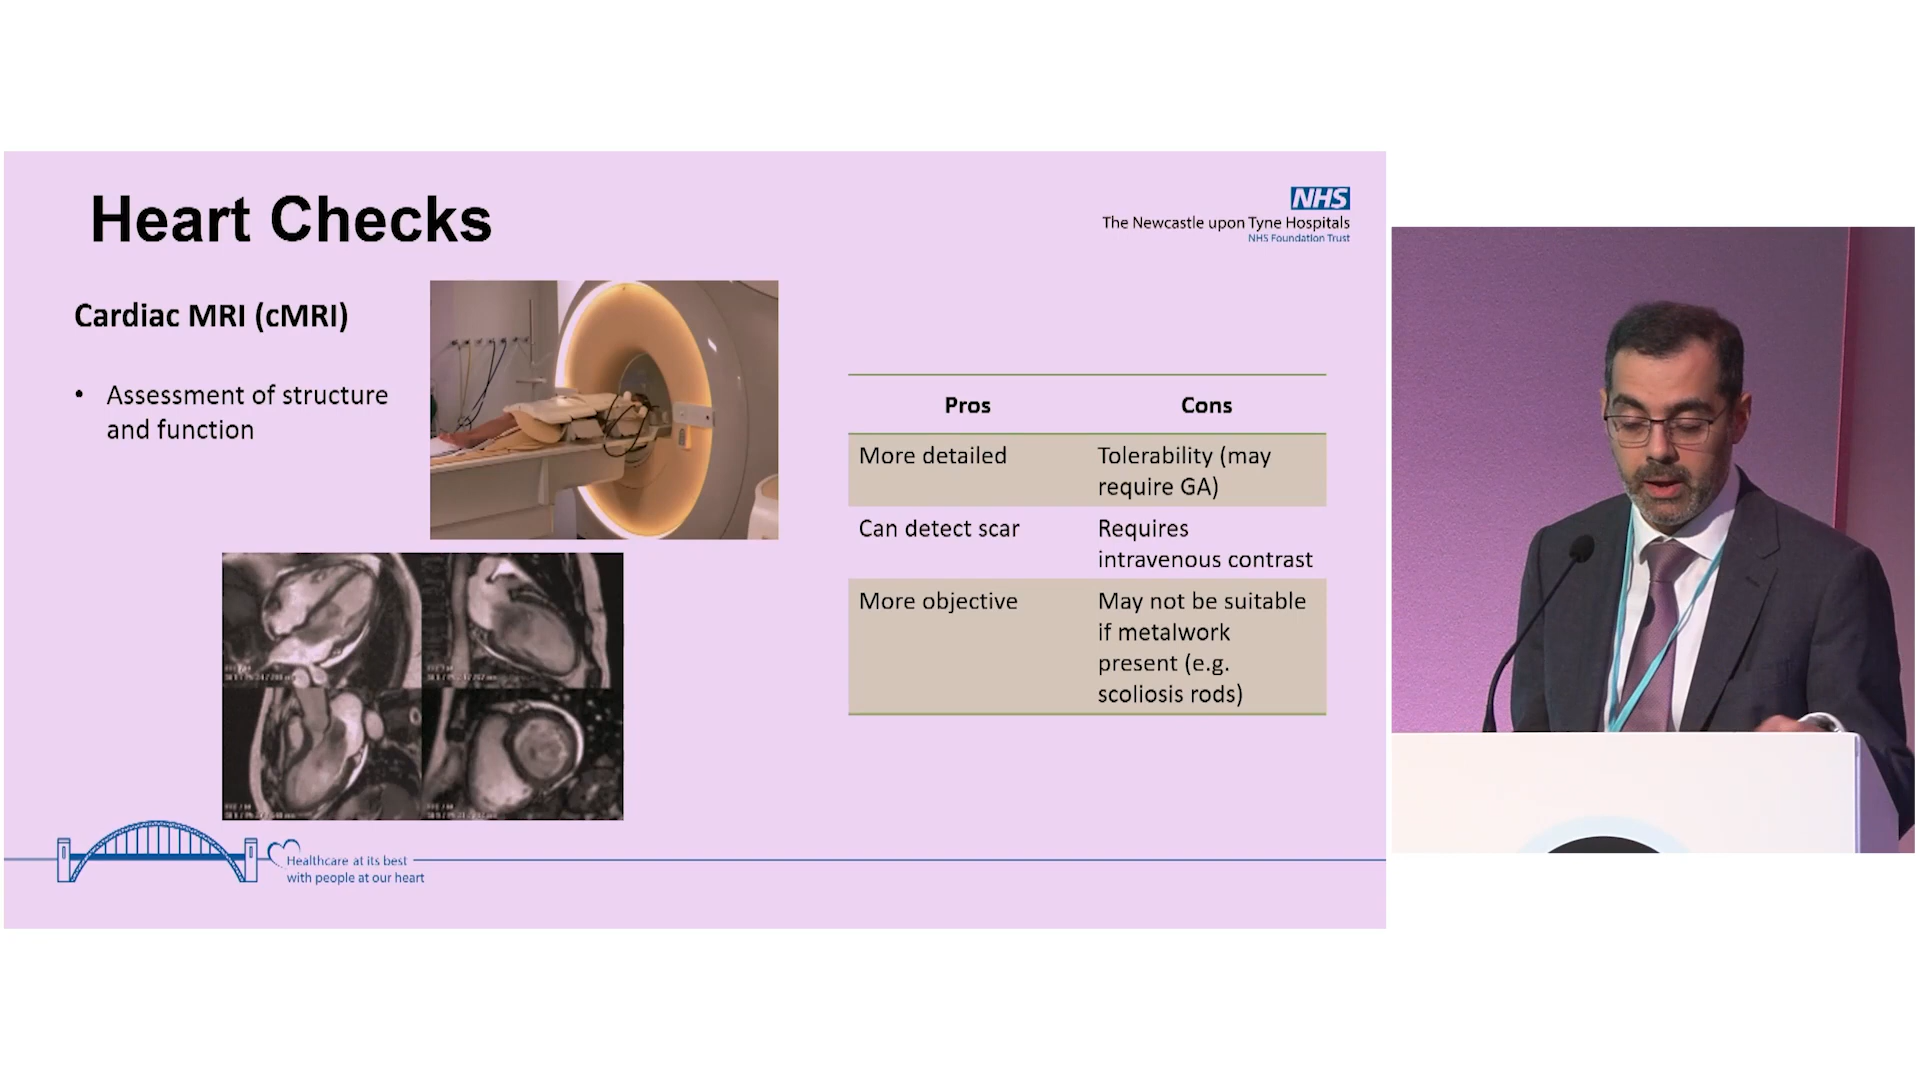 Heart Checks
NHS
The Newcastle upon Tyne Hospitals
NHS Foundation Trust
Cardiac MRI (cMRI)
• Assessment of structure
and function
Pros Cons
More detailed Tolerability (may
require GA)
Can detect scar Requires
intravenous contrast
More objective May not be suitable
if metalwork
present (e.g.
scoliosis rods)
Healthcare at its best
with people at our heart